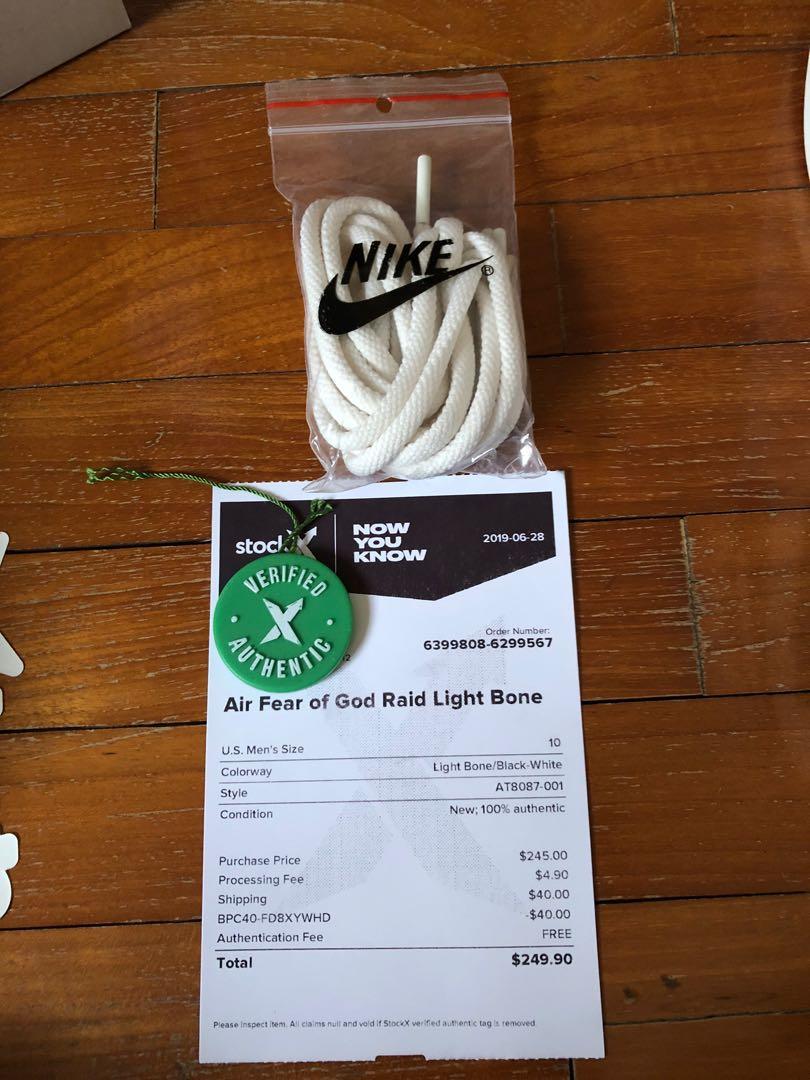 NIKE
®
stockX
NOW
YOU
KNOW
2019-06-28
VERIFIED
X
AUTHENTIC
Order Number:
6399808-6299567
Air Fear of God Raid Light Bone
U.S. Men's Size 10
Colorway Light Bone/Black-White
Style AT8087-001
Condition New; 100% authentic
Purchase Price $245.00
Processing Fee $4.90
Shipping $40.00
BPC40-FD8XYWHD -$40.00
Authentication Fee FREE
Total $249.90
Please inspect item. All claims null and void if StockX verified authentic tag is removed.